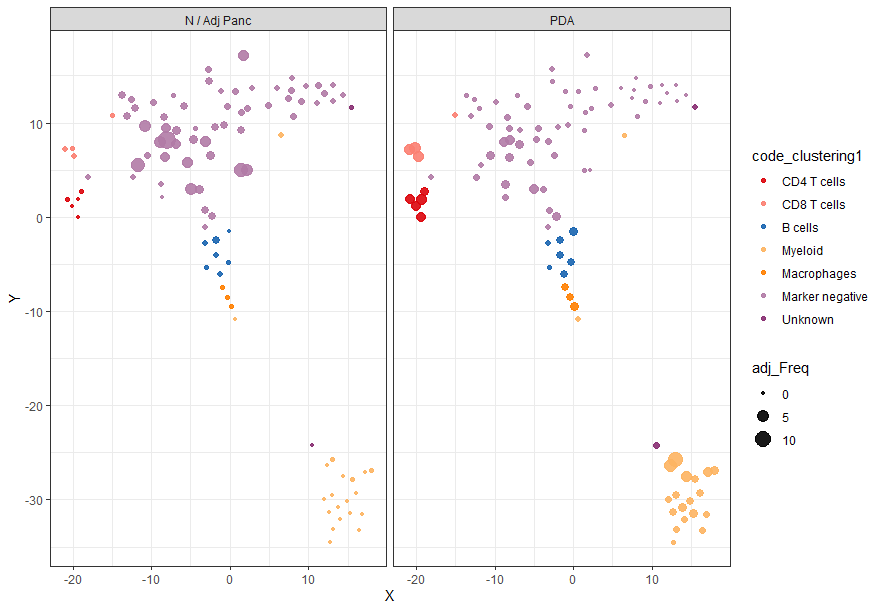 N / Adj Panc
PDA
10
0
-10
-20
-30
Y
-20
-10
0
10
-20
-10
0
10
X
code_clustering1
CD4 T cells
CD8 T cells
B cells
Myeloid
Macrophages
Marker negative
Unknown
adj_Freq
0
5
10